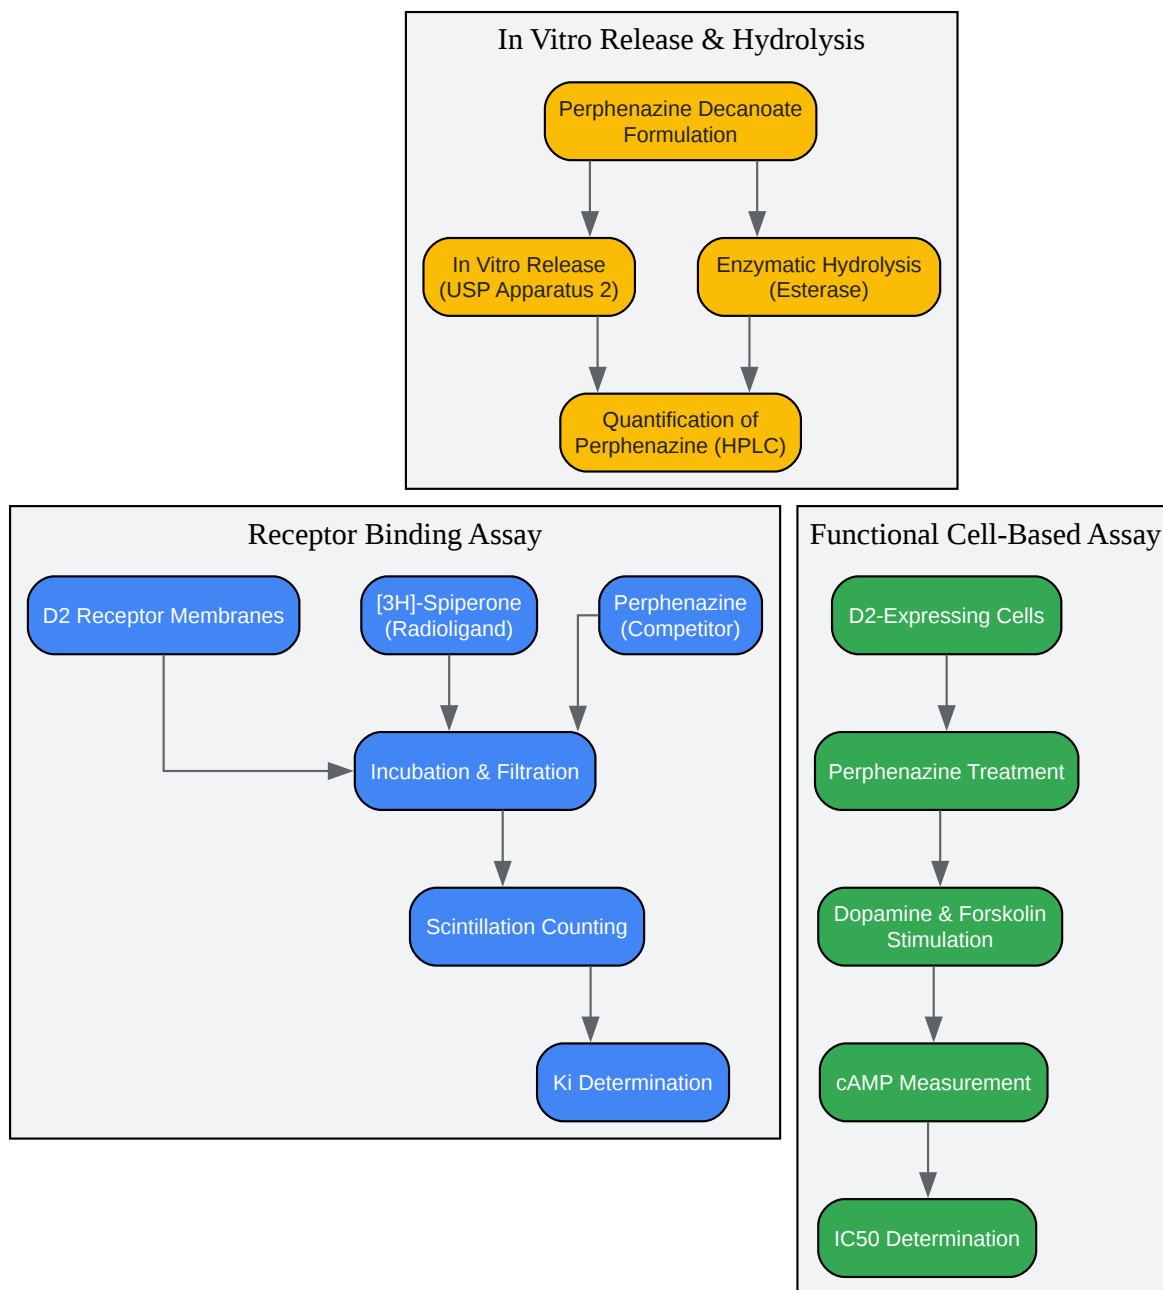 In Vitro Release & Hydrolysis
Perphenazine Decanoate
Formulation
In Vitro Release
(USP Apparatus 2)
Enzymatic Hydrolysis
(Esterase)
Quantification of
Perphenazine (HPLC)
Receptor Binding Assay
D2 Receptor Membranes
[3H]-Spiperone
(Radioligand)
Perphenazine
(Competitor)
Incubation & Filtration
Scintillation Counting
Ki Determination
Functional Cell-Based Assay
D2-Expressing Cells
Perphenazine Treatment
Dopamine & Forskolin
Stimulation
cAMP Measurement
IC50 Determination